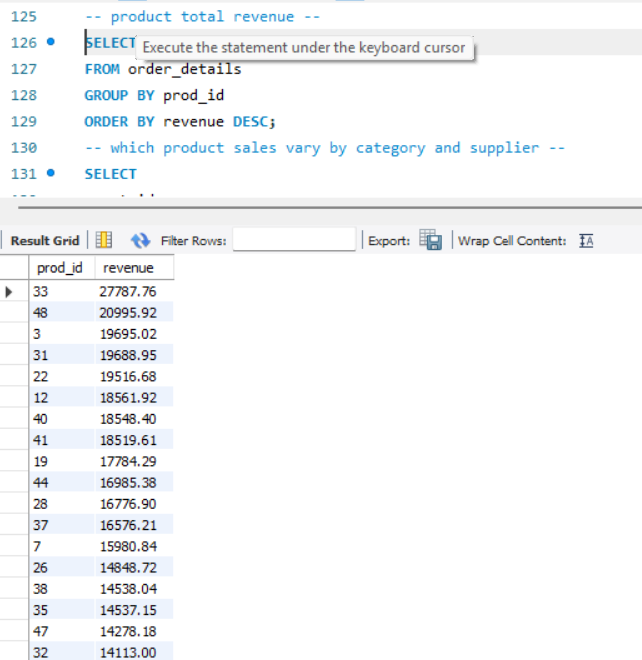 125 -- product total revenue --
126 SELECT Execute the statement under the keyboard cursor
127 FROM order_details
128 GROUP BY prod_id
129 ORDER BY revenue DESC;
130 -- which product sales vary by category and supplier --
131 SELECT
Result Grid Filter Rows: Export: Wrap Cell Content: IA
prod_id revenue
33 27787.76
48 20995.92
3 19695.02
31 19688.95
22 19516.68
12 18561.92
40 18548.40
41 18519.61
19 17784.29
44 16985.38
28 16776.90
37 16576.21
7 15980.84
26 14848.72
38 14538.04
35 14537.15
47 14278.18
32 14113.00